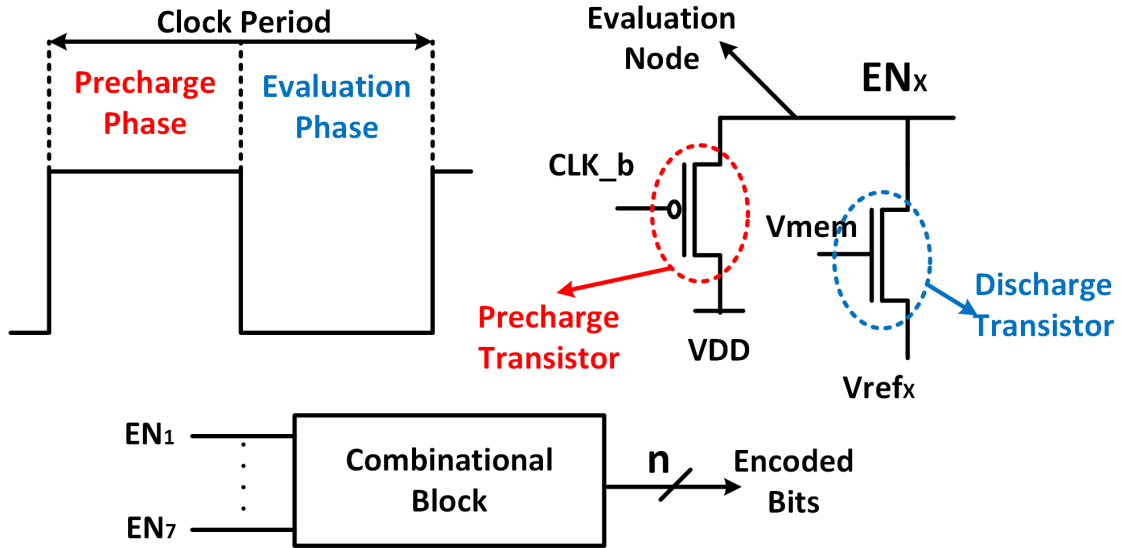 Clock Period
Precharge
Phase
Evaluation
Phase
Evaluation
Node
ENX
CLK_b
Vmem
Precharge
Transistor
VDD
Discharge
Transistor
VrefX
EN1
EN7
Combinational
Block
n
Encoded
Bits